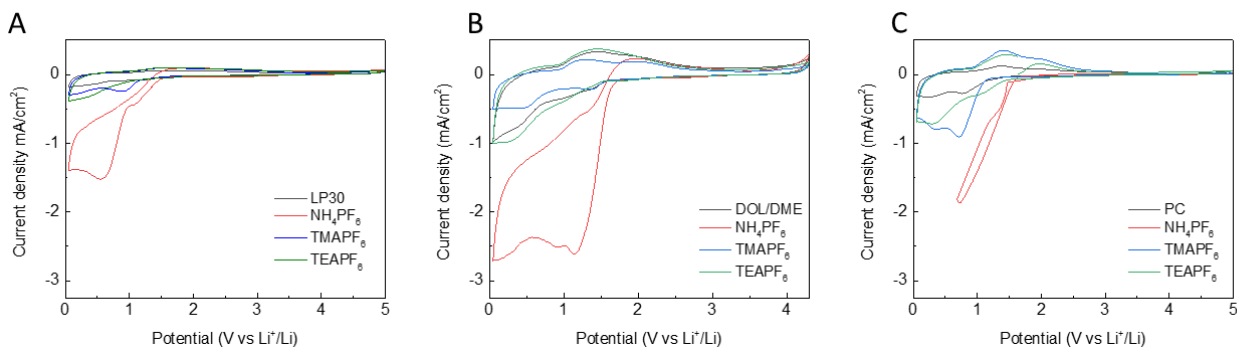 A
B
C
Current density mA/cm²
0
-1
-2
-3
LP30
NH₄PF₆
TMAPF₆
TEAPF₆
0 1 2 3 4 5
Potential (V vs Li⁺/Li)
Current density (mA/cm²)
0
-1
-2
-3
DOL/DME
NH₄PF₆
TMAPF₆
TEAPF₆
0 1 2 3 4
Potential (V vs Li⁺/Li)
Current density (mA/cm²)
0
-1
-2
-3
PC
NH₄PF₆
TMAPF₆
TEAPF₆
0 1 2 3 4 5
Potential (V vs Li⁺/Li)